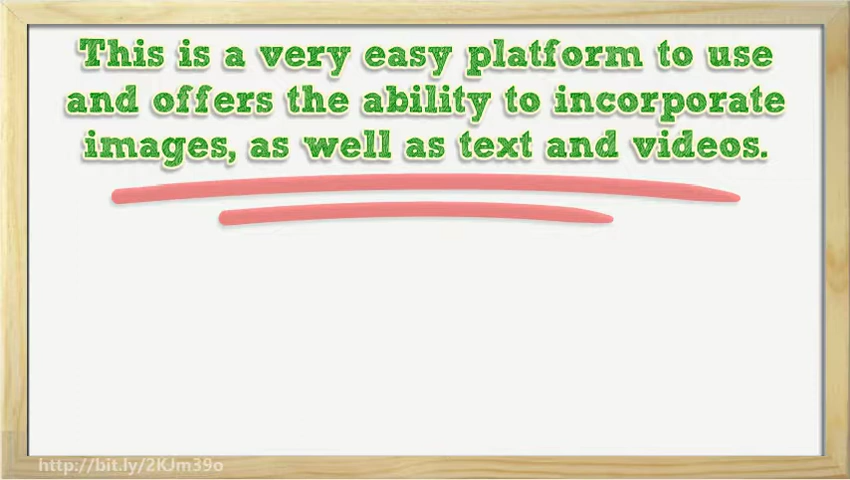 This is a very easy platform to use
and offers the ability to incorporate
images, as well as text and videos.
http://bit.ly/2KJm39o